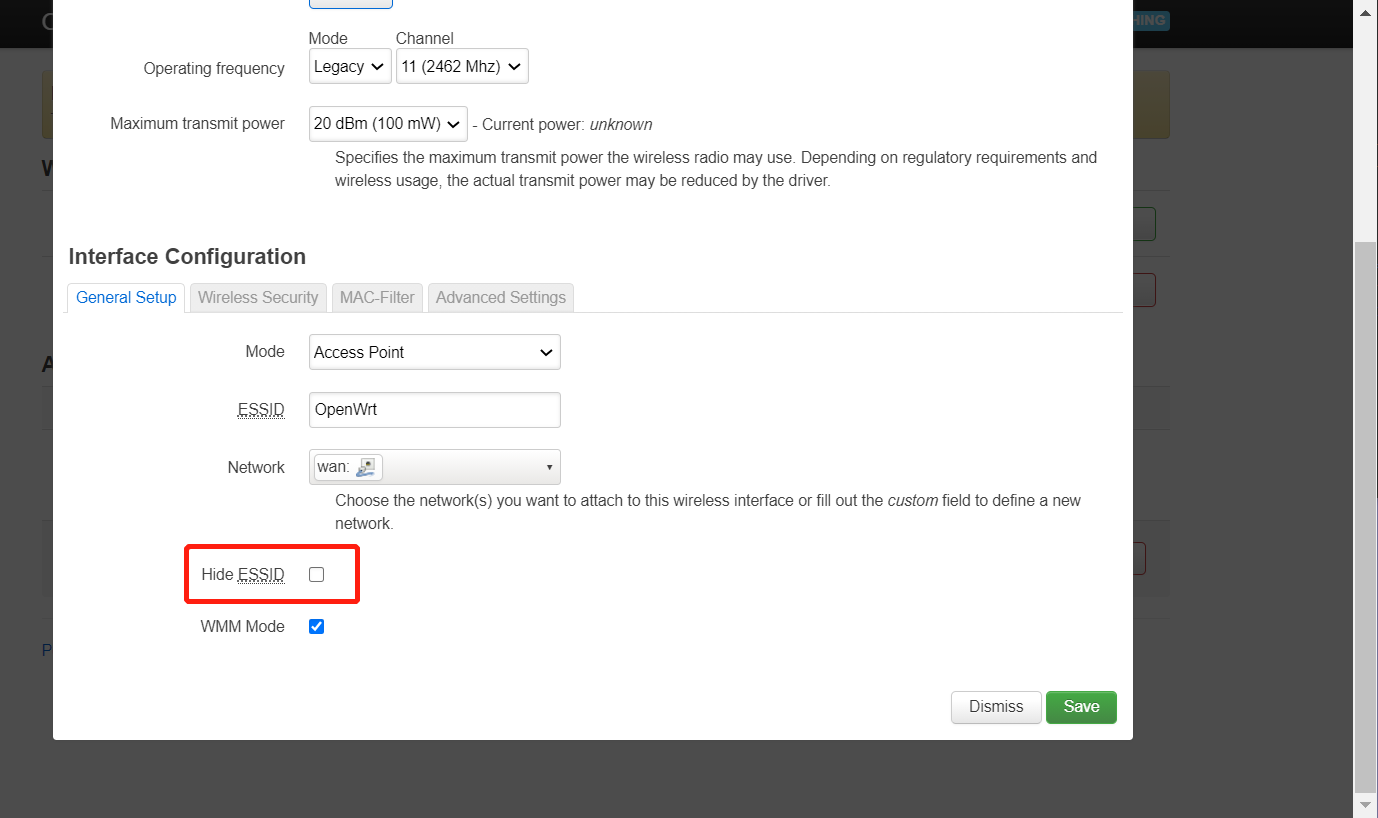 HING
Mode Channel
Operating frequency Legacy 11 (2462 Mhz)
Maximum transmit power 20 dBm (100 mW) - Current power: unknown
Specifies the maximum transmit power the wireless radio may use. Depending on regulatory requirements and
wireless usage, the actual transmit power may be reduced by the driver.
Interface Configuration
General Setup Wireless Security MAC-Filter Advanced Settings
Mode Access Point
ESSID OpenWrt
Network wan:
Choose the network(s) you want to attach to this wireless interface or fill out the custom field to define a new
network.
Hide ESSID
WMM Mode
Dismiss Save